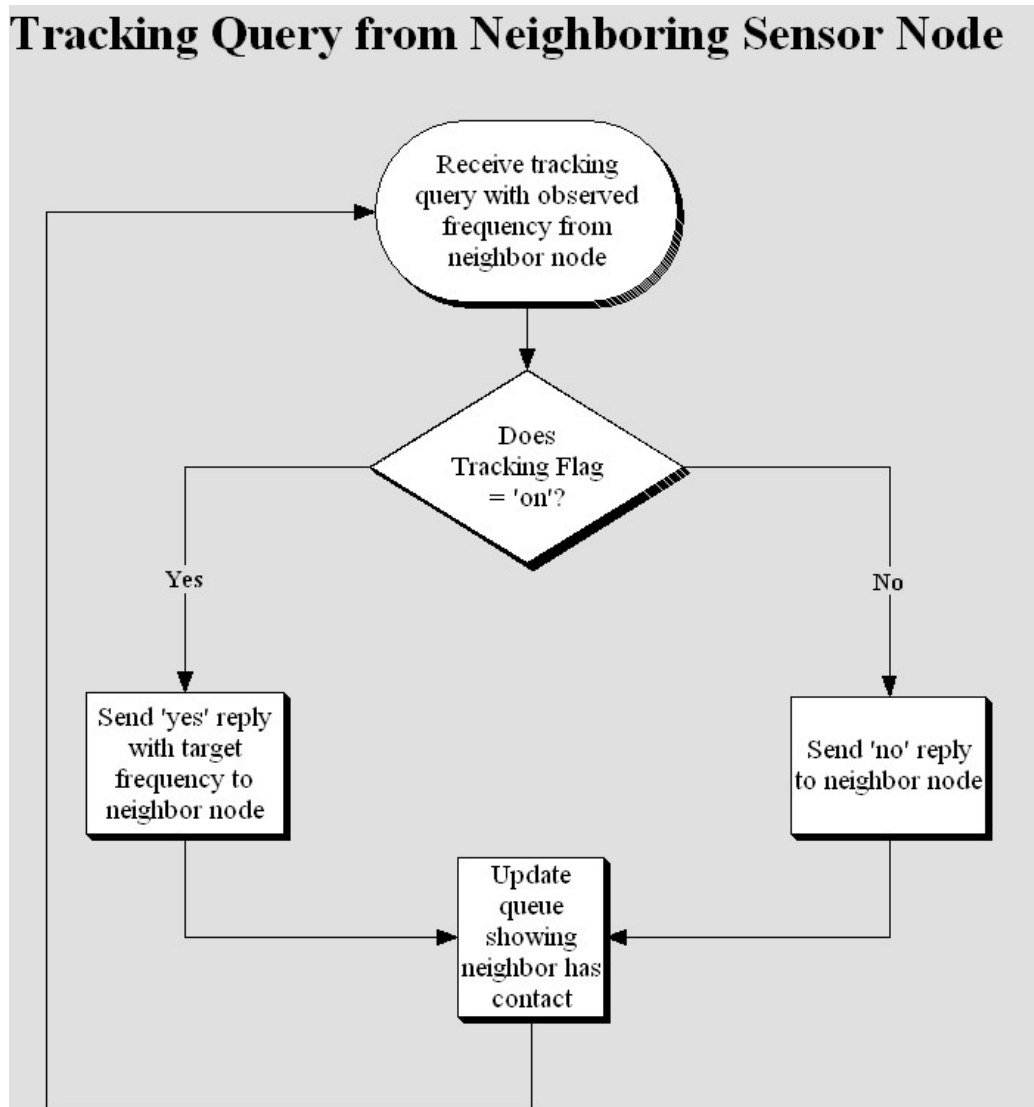 Tracking Query from Neighboring Sensor Node
Receive tracking
query with observed
frequency from
neighbor node
Does
Tracking Flag
= 'on'?
Yes
No
Send 'yes' reply
with target
frequency to
neighbor node
Send 'no' reply
to neighbor node
Update
queue
showing
neighbor has
contact